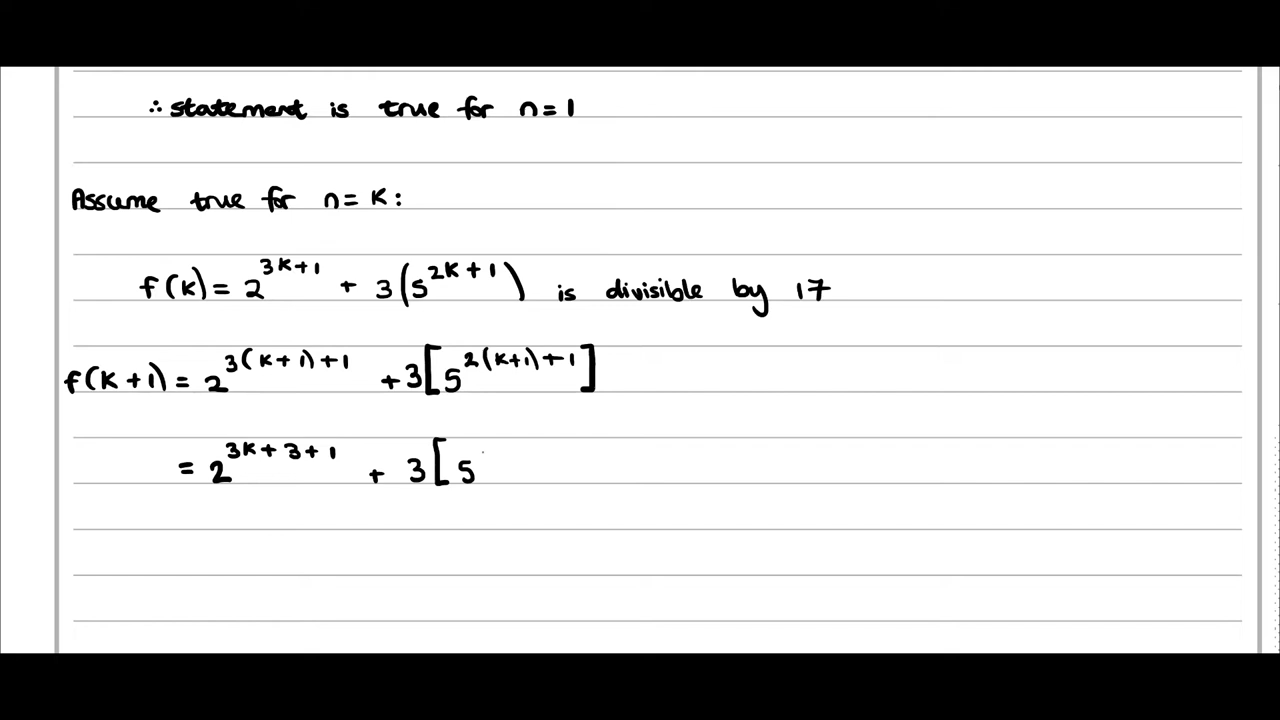 ∴ statement is true for n = 1
Assume true for n = K:
f(k) = 2^{3K+1} + 3(5^{2K+1}) is divisible by 17
f(K+1) = 2^{3(K+1)+1} + 3[5^{2(K+1)+1}]
= 2^{3K+3+1} + 3[5